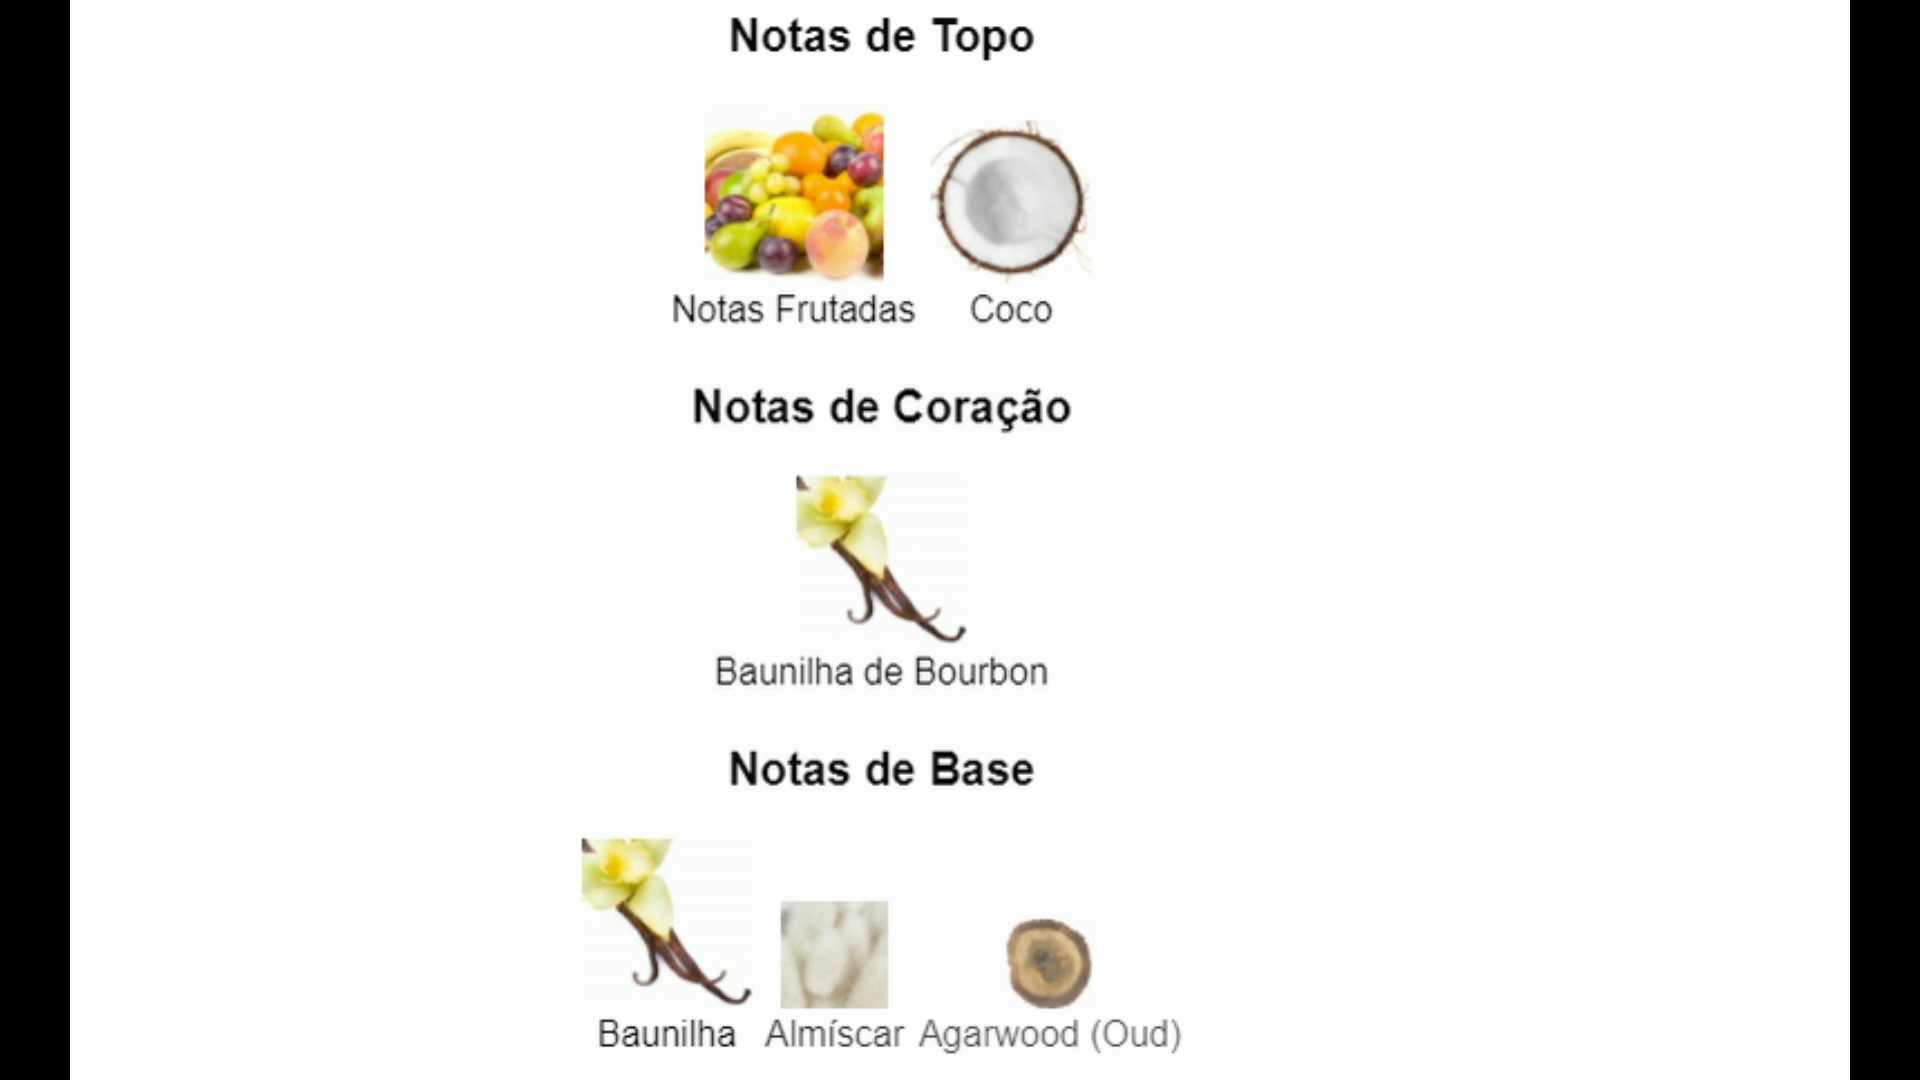 Notas de Topo
Notas Frutadas Coco
Notas de Coração
Baunilha de Bourbon
Notas de Base
Baunilha Almíscar Agarwood (Oud)